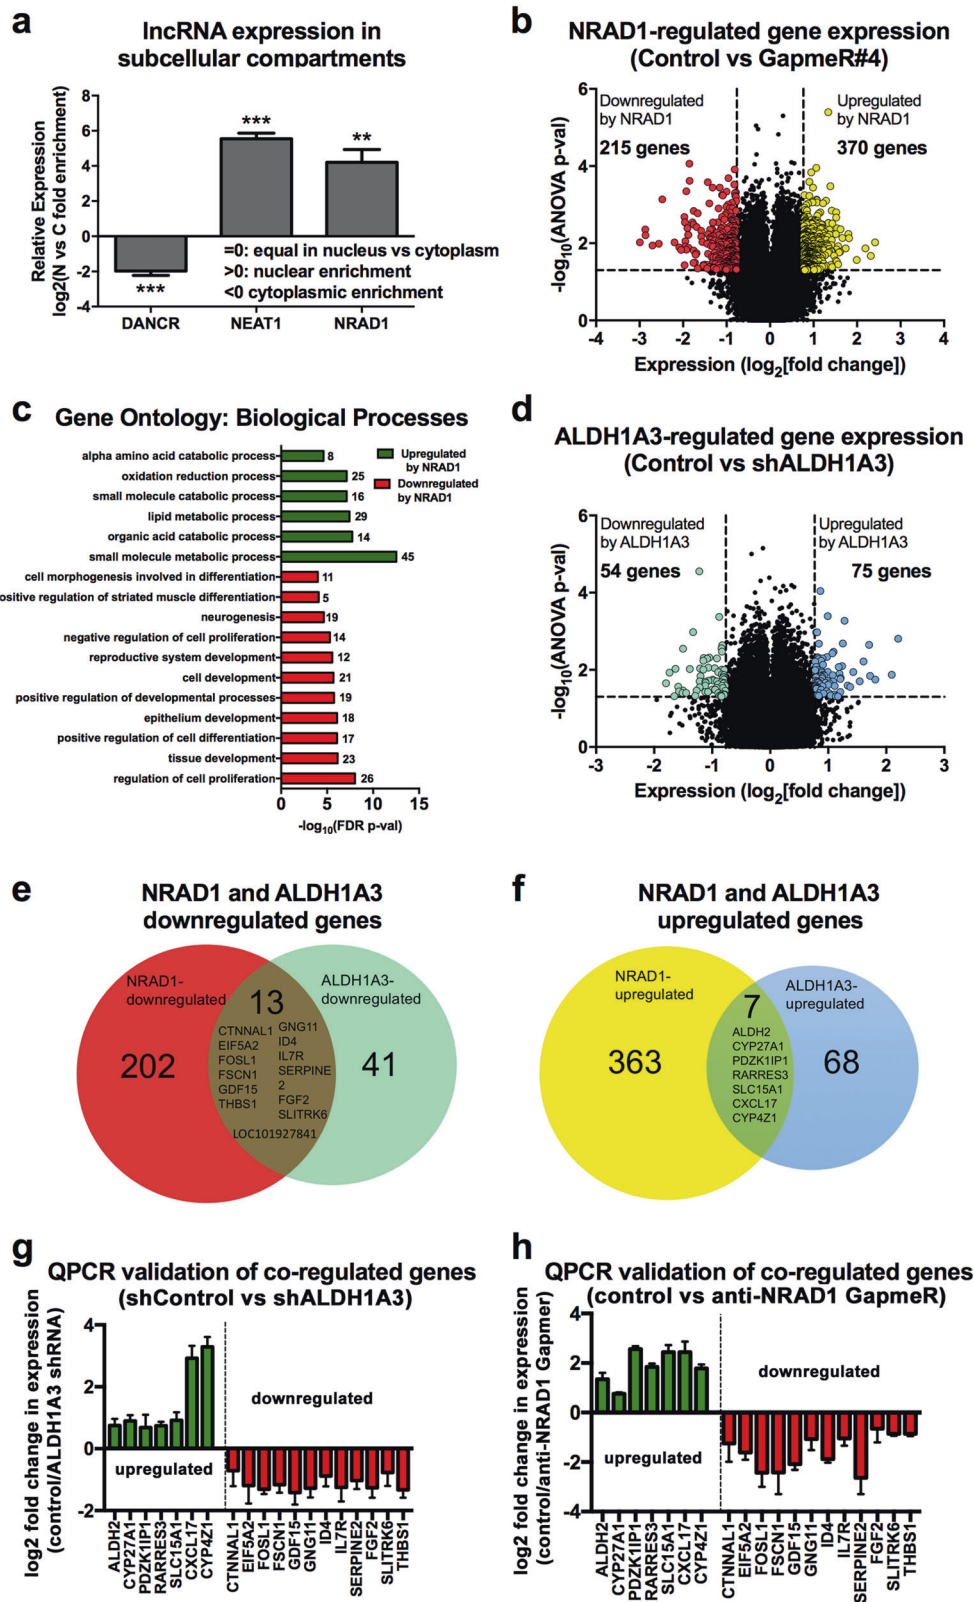 a
lncRNA expression in
subcellular compartments
Relative Expression
log2(N vs C fold enrichment)
8
6
4
2
0
-2
-4
***
***
**
=0: equal in nucleus vs cytoplasm
>0: nuclear enrichment
<0 cytoplasmic enrichment
DANCR
NEAT1
NRAD1
b
NRAD1-regulated gene expression
(Control vs GapmeR#4)
-log10(ANOVA p-val)
6
4
2
0
Downregulated
by NRAD1
215 genes
Upregulated
by NRAD1
370 genes
-4 -3 -2 -1 0 1 2 3 4
Expression (log2[fold change])
c
Gene Ontology: Biological Processes
alpha amino acid catabolic process 8
oxidation reduction process 25
small molecule catabolic process 16
lipid metabolic process 29
organic acid catabolic process 14
small molecule metabolic process 45
cell morphogenesis involved in differentiation 11
ositive regulation of striated muscle differentiation 5
neurogenesis 19
negative regulation of cell proliferation 14
reproductive system development 12
cell development 21
positive regulation of developmental processes 19
epithelium development 18
positive regulation of cell differentiation 17
tissue development 23
regulation of cell proliferation 26
Upregulated
by NRAD1
Downregulated
by NRAD1
0 5 10 15
-log10(FDR p-val)
d
ALDH1A3-regulated gene expression
(Control vs shALDH1A3)
-log10(ANOVA p-val)
6
4
2
0
Downregulated
by ALDH1A3
54 genes
Upregulated
by ALDH1A3
75 genes
-3 -2 -1 0 1 2 3
Expression (log2[fold change])
e
NRAD1 and ALDH1A3
downregulated genes
NRAD1-
downregulated
202
13
CTNNAL1
EIF5A2
FOSL1
FSCN1
GDF15
THBS1
GNG11
ID4
IL7R
SERPINE
2
FGF2
SLITRK6
LOC101927841
ALDH1A3-
downregulated
41
f
NRAD1 and ALDH1A3
upregulated genes
NRAD1-
upregulated
363
7
ALDH2
CYP27A1
PDZK1IP1
RARRES3
SLC15A1
CXCL17
CYP4Z1
ALDH1A3-
upregulated
68
g
QPCR validation of co-regulated genes
(shControl vs shALDH1A3)
log2 fold change in expression
(control/ALDH1A3 shRNA)
4
2
0
-2
upregulated
downregulated
ALDH2
CYP27A1
PDZK1IP1
RARRES3
SLC15A1
CXCL17
CYP4Z1
CTNNAL1
EIF5A2
FOSL1
FSCN1
GDF15
GNG11
ID4
IL7R
SERPINE2
FGF2
SLITRK6
THBS1
h
QPCR validation of co-regulated genes
(control vs anti-NRAD1 GapmeR)
log2 fold change in expression
(control/anti-NRAD1 Gapmer)
4
2
0
-2
-4
upregulated
downregulated
ALDH2
CYP27A1
PDZK1IP1
RARRES3
SLC15A1
CXCL17
CYP4Z1
CTNNAL1
EIF5A2
FOSL1
FSCN1
GDF15
GNG11
ID4
IL7R
SERPINE2
FGF2
SLITRK6
THBS1